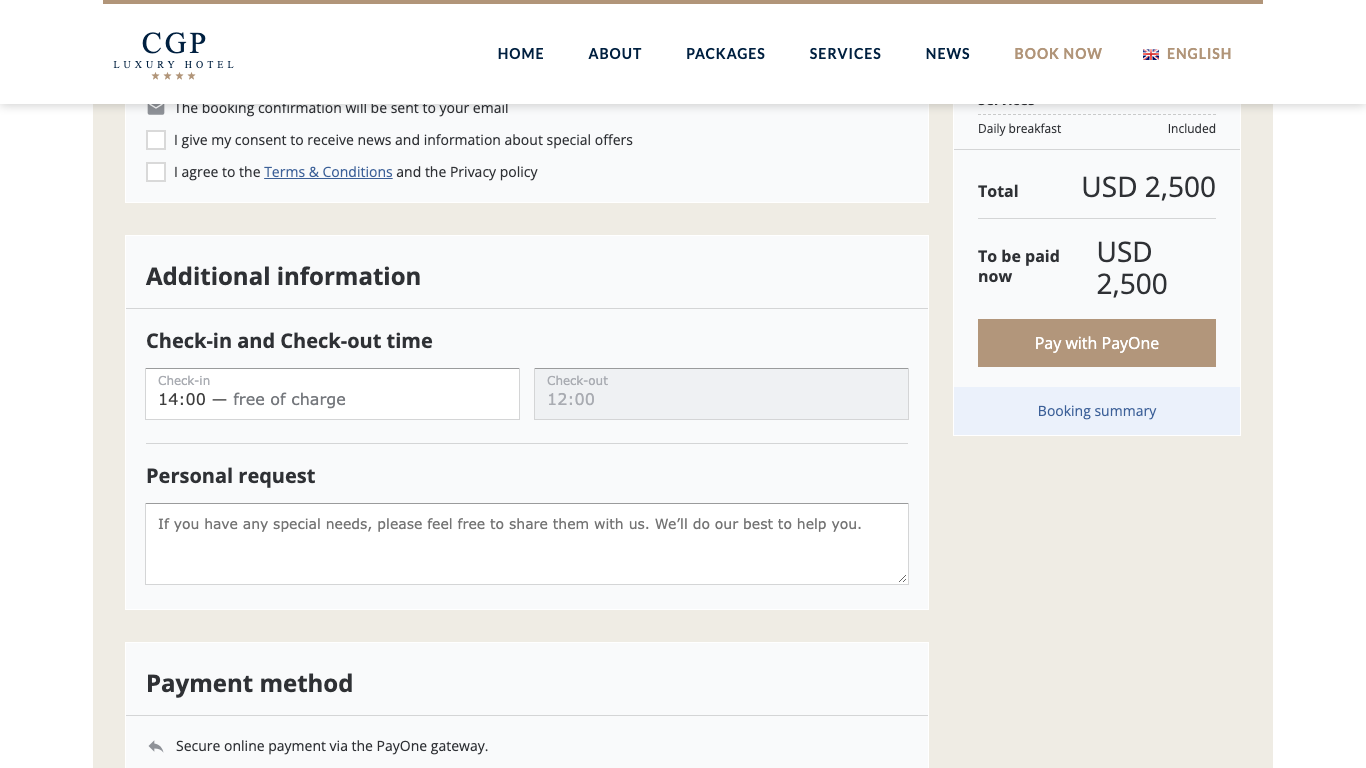 CGP
LUXURY HOTEL
HOME
ABOUT
PACKAGES
SERVICES
NEWS
BOOK NOW
ENGLISH
The booking confirmation will be sent to your email
I give my consent to receive news and information about special offers
I agree to the Terms & Conditions and the Privacy policy
Additional information
Check-in and Check-out time
Check-in
14:00 — free of charge
Check-out
12:00
Personal request
If you have any special needs, please feel free to share them with us. We’ll do our best to help you.
Payment method
Secure online payment via the PayOne gateway.
Services
Daily breakfast
Included
Total
USD 2,500
To be paid
now
USD
2,500
Pay with PayOne
Booking summary